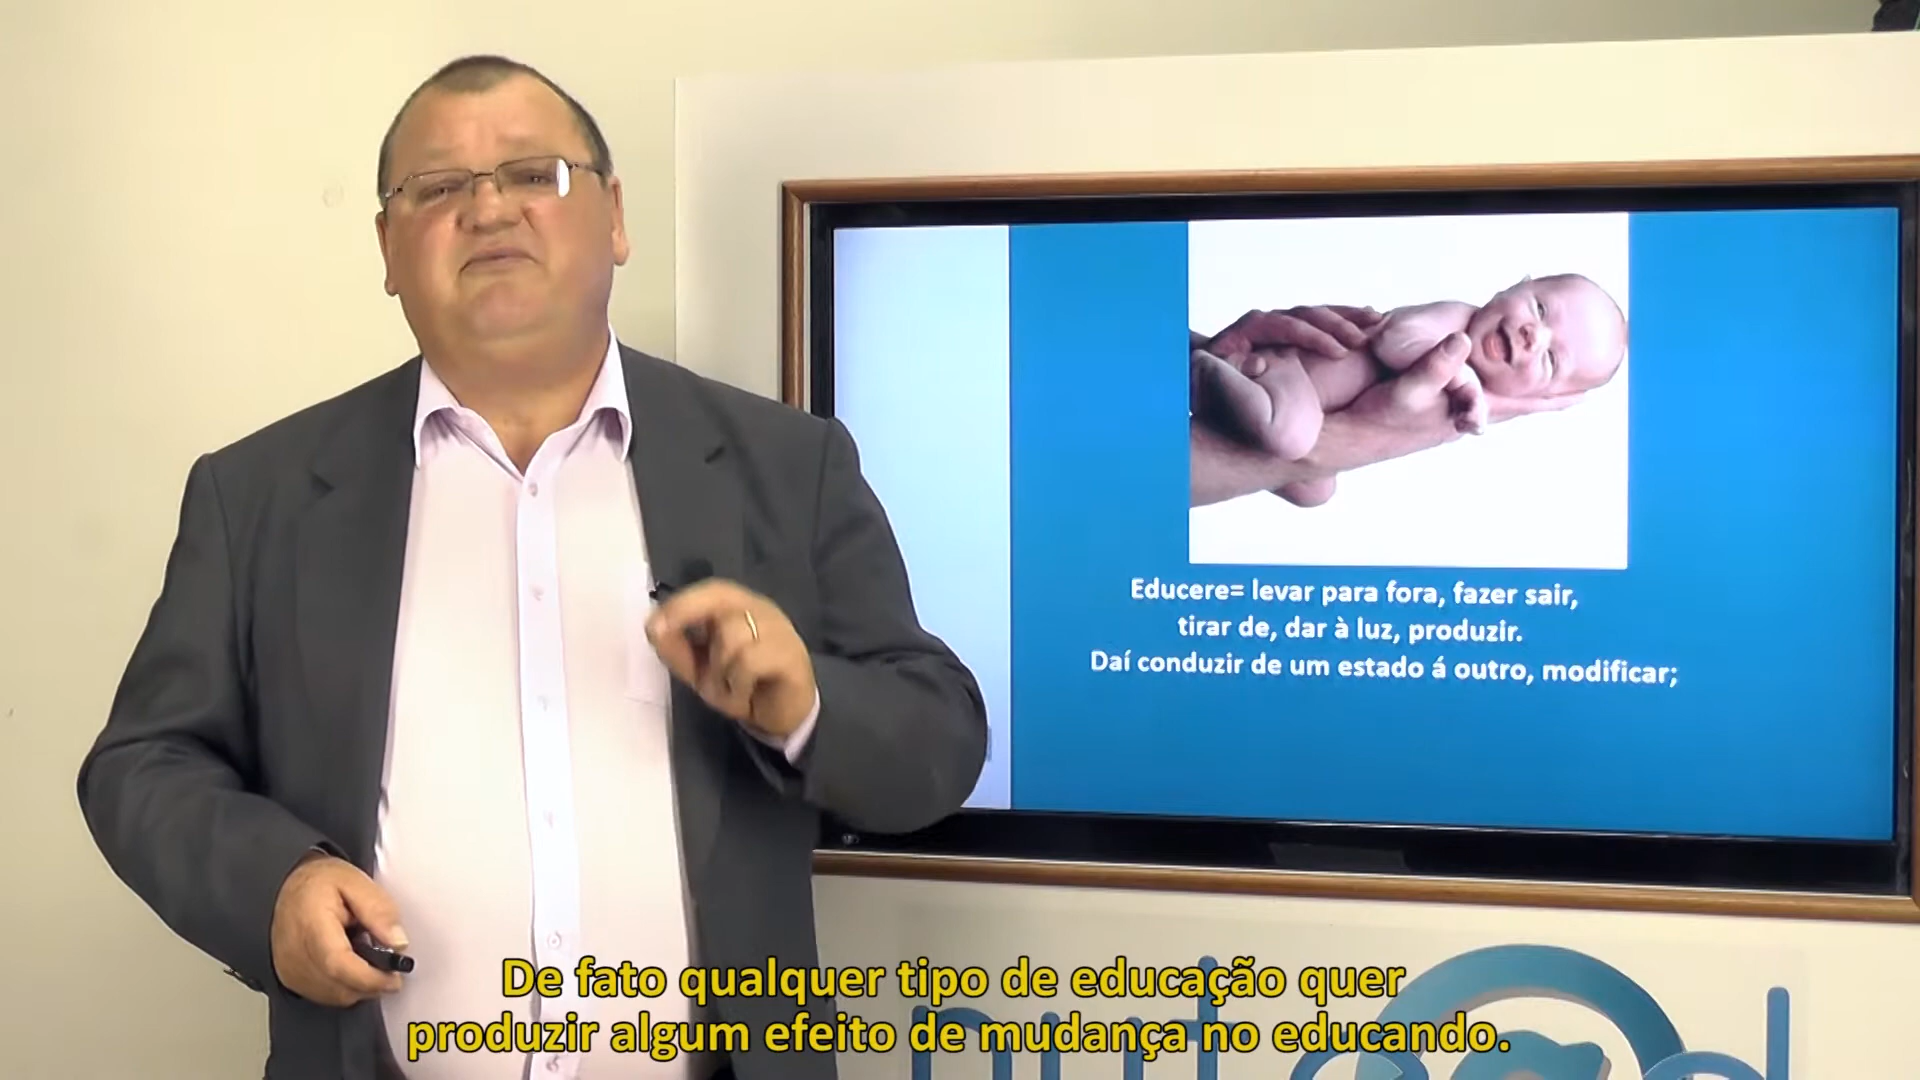 Educere= levar para fora, fazer sair,
tirar de, dar à luz, produzir.
Daí conduzir de um estado á outro, modificar;
De fato qualquer tipo de educação quer
produzir algum efeito de mudança no educando.